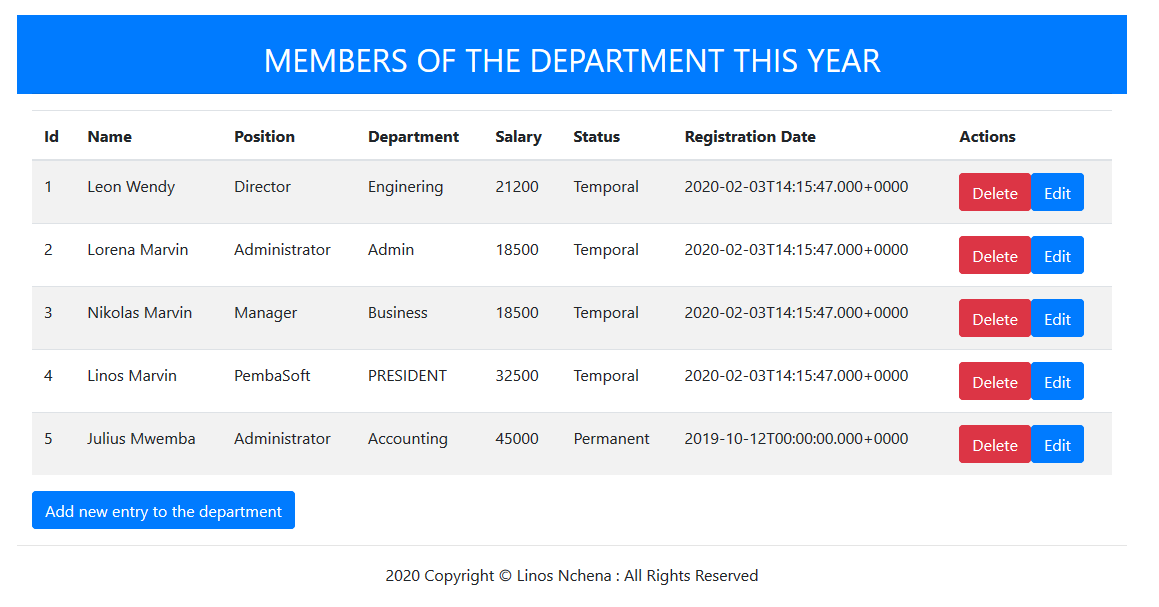 MEMBERS OF THE DEPARTMENT THIS YEAR
Id Name Position Department Salary Status Registration Date Actions
1 Leon Wendy Director Enginering 21200 Temporal 2020-02-03T14:15:47.000+0000 Delete Edit
2 Lorena Marvin Administrator Admin 18500 Temporal 2020-02-03T14:15:47.000+0000 Delete Edit
3 Nikolas Marvin Manager Business 18500 Temporal 2020-02-03T14:15:47.000+0000 Delete Edit
4 Linos Marvin PembaSoft PRESIDENT 32500 Temporal 2020-02-03T14:15:47.000+0000 Delete Edit
5 Julius Mwemba Administrator Accounting 45000 Permanent 2019-10-12T00:00:00.000+0000 Delete Edit
Add new entry to the department
2020 Copyright © Linos Nchena : All Rights Reserved